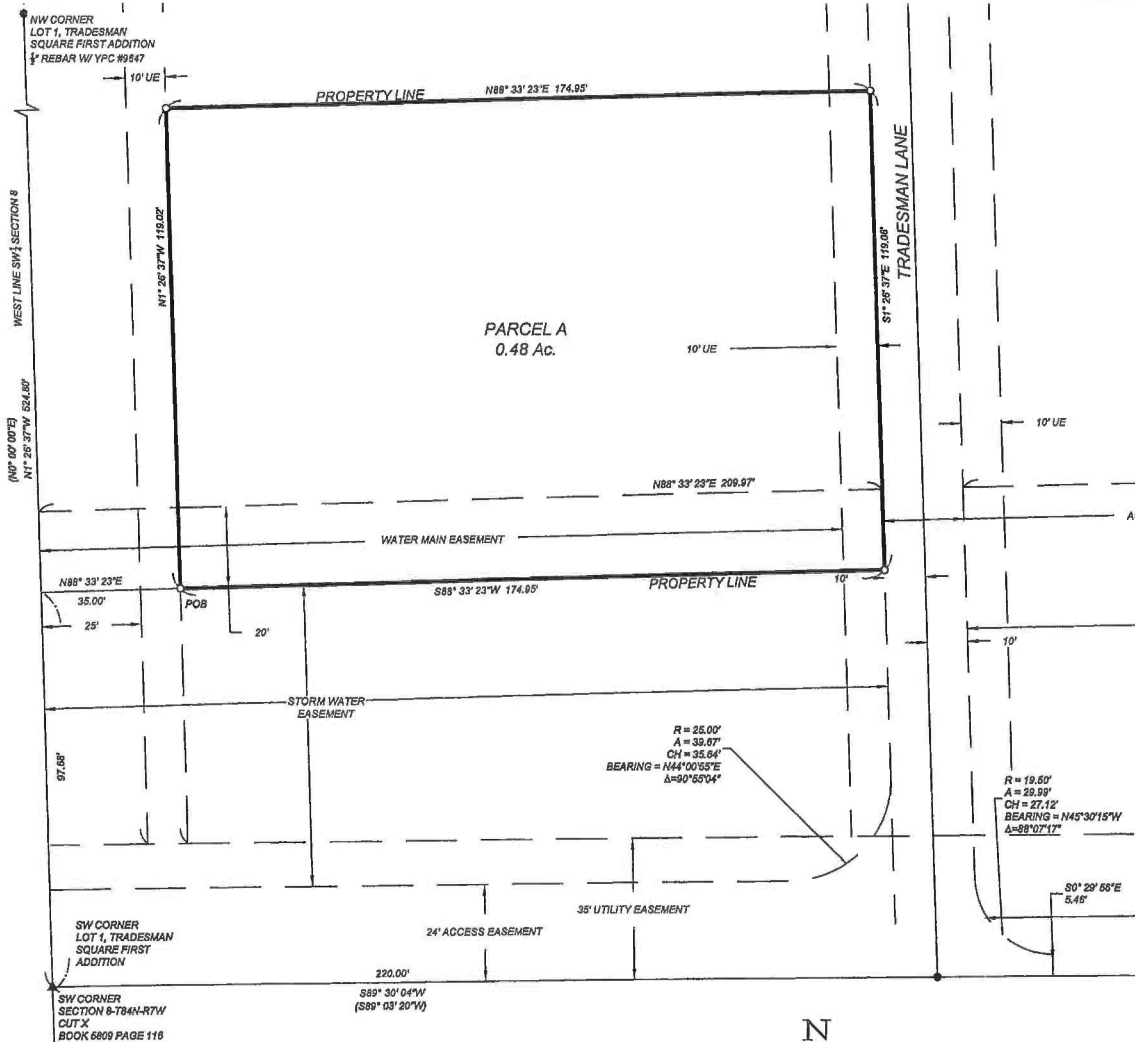 NW CORNER
LOT 1, TRADESMAN
SQUARE FIRST ADDITION
½" REBAR W/ YPC #9647
10' UE
PROPERTY LINE
N88° 33' 23"E 174.95'
WEST LINE SW¼ SECTION 8
N1° 26' 37"W 119.02'
S1° 26' 37"E 119.06'
TRADESMAN LANE
PARCEL A
0.48 Ac.
10' UE
(N0° 00' 00"E)
N1° 26' 37"W 524.80'
10' UE
N88° 33' 23"E 209.97'
A
WATER MAIN EASEMENT
N88° 33' 23"E
35.00'
POB
S88° 33' 23"W 174.95'
PROPERTY LINE
10'
25'
20'
10'
STORM WATER
EASEMENT
97.68'
R = 25.00'
A = 39.67'
CH = 35.64'
BEARING = N44°00'55"E
Δ=90°55'04"
R = 19.50'
A = 29.99'
CH = 27.12'
BEARING = N45°30'15"W
Δ=88°07'17"
S0° 29' 56"E
5.46'
35' UTILITY EASEMENT
24' ACCESS EASEMENT
SW CORNER
LOT 1, TRADESMAN
SQUARE FIRST
ADDITION
220.00'
S89° 30' 04"W
(S89° 03' 20"W)
SW CORNER
SECTION 8-T84N-R7W
CUT X
BOOK 5809 PAGE 116
N